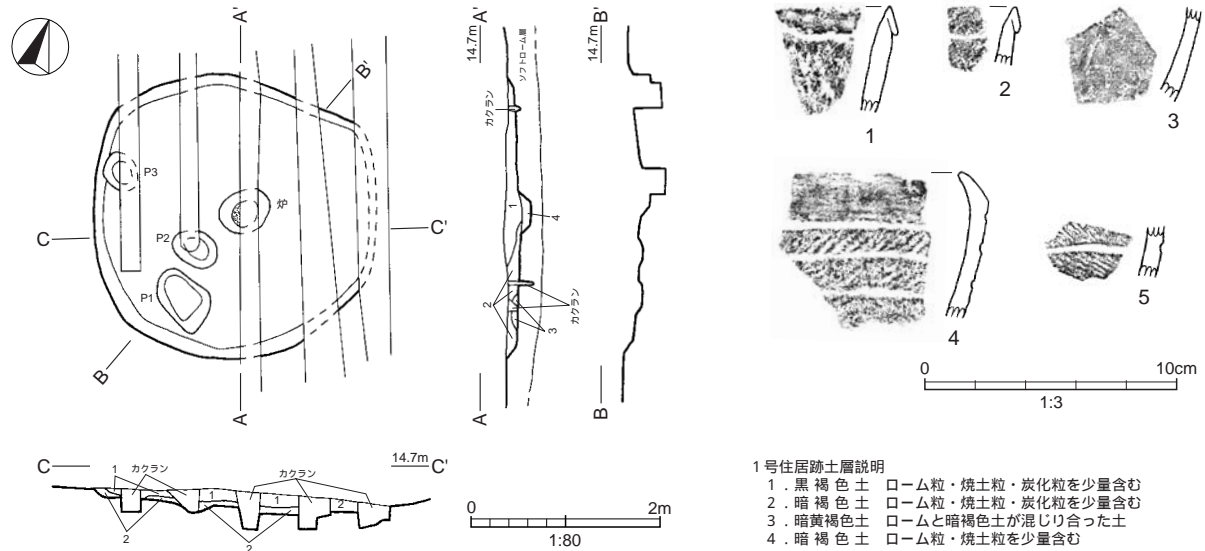 A'
B'
P3
炉
C
C'
P2
P1
B
A
A'
14.7m
ソフトローム層
カクラン
1
4
2
3
カクラン
A
B'
14.7m
B
C
14.7m
C'
1
カクラン
1
カクラン
1
2
2
2
0
2m
1:80
1
2
3
4
5
0
10cm
1:3
1号住居跡土層説明
1．黒褐色土 ローム粒・焼土粒・炭化粒を少量含む
2．暗褐色土 ローム粒・焼土粒・炭化粒を少量含む
3．暗黄褐色土 ロームと暗褐色土が混じり合った土
4．暗褐色土 ローム粒・焼土粒を少量含む